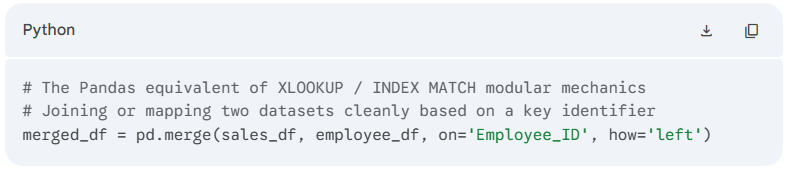 Python
# The Pandas equivalent of XLOOKUP / INDEX MATCH modular mechanics
# Joining or mapping two datasets cleanly based on a key identifier
merged_df = pd.merge(sales_df, employee_df, on='Employee_ID', how='left')